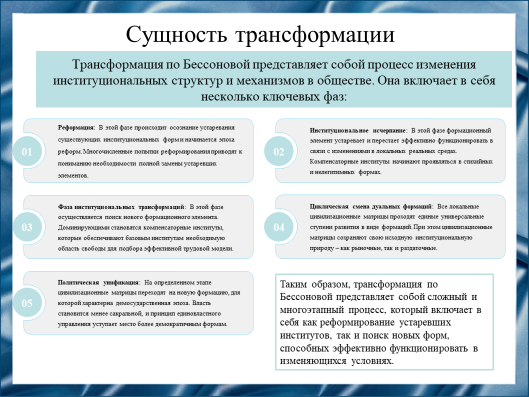 Сущность трансформации
Трансформация по Бессоновой представляет собой процесс изменения
институциональных структур и механизмов в обществе. Она включает в себя
несколько ключевых фаз:
01
Реформация: В этой фазе происходит осознание устаревания
существующих институциональных форм и начинается эпоха
реформ. Многочисленные попытки реформирования приводят к
пониманию необходимости полной замены устаревших
элементов.
02
Институциональное исчерпание: В этой фазе формационный
элемент устаревает и перестает эффективно функционировать в
связи с изменениями в локальных реальных средах.
Компенсаторные институты начинают проявляться в стихийных
и нелегитимных формах.
03
Фаза институциональных трансформаций: В этой фазе
осуществляется поиск нового формационного элемента.
Доминирующими становятся компенсаторные институты,
которые обеспечивают базовым институтам необходимую
область свободы для подбора эффективной трудовой модели.
04
Циклическая смена дуальных формаций: Все локальные
цивилизационные матрицы проходят единые универсальные
ступени развития в виде формаций. При этом цивилизационные
матрицы сохраняют свою исходную институциональную
природу – как рыночные, так и раздаточные.
05
Политическая унификация: На определенном этапе
цивилизационные матрицы переходят на новую формацию, для
которой характерна демосударственная эпоха. Власть
становится менее сакральной, и принцип единовластного
управления уступает место более демократичным формам.
Таким образом, трансформация по
Бессоновой представляет собой сложный и
многоэтапный процесс, который включает в
себя как реформирование устаревших
институтов, так и поиск новых форм,
способных эффективно функционировать в
изменяющихся условиях.